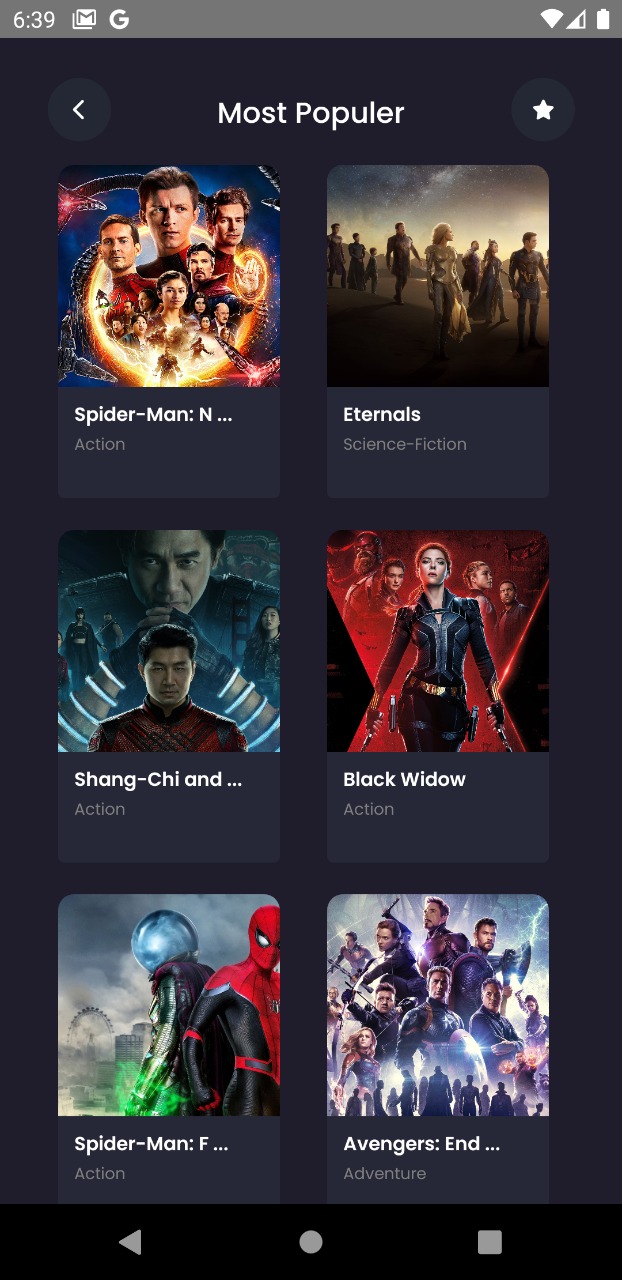 6:39
Most Populer
Spider-Man: N ...
Action
Eternals
Science-Fiction
Shang-Chi and ...
Action
Black Widow
Action
Spider-Man: F ...
Action
Avengers: End ...
Adventure